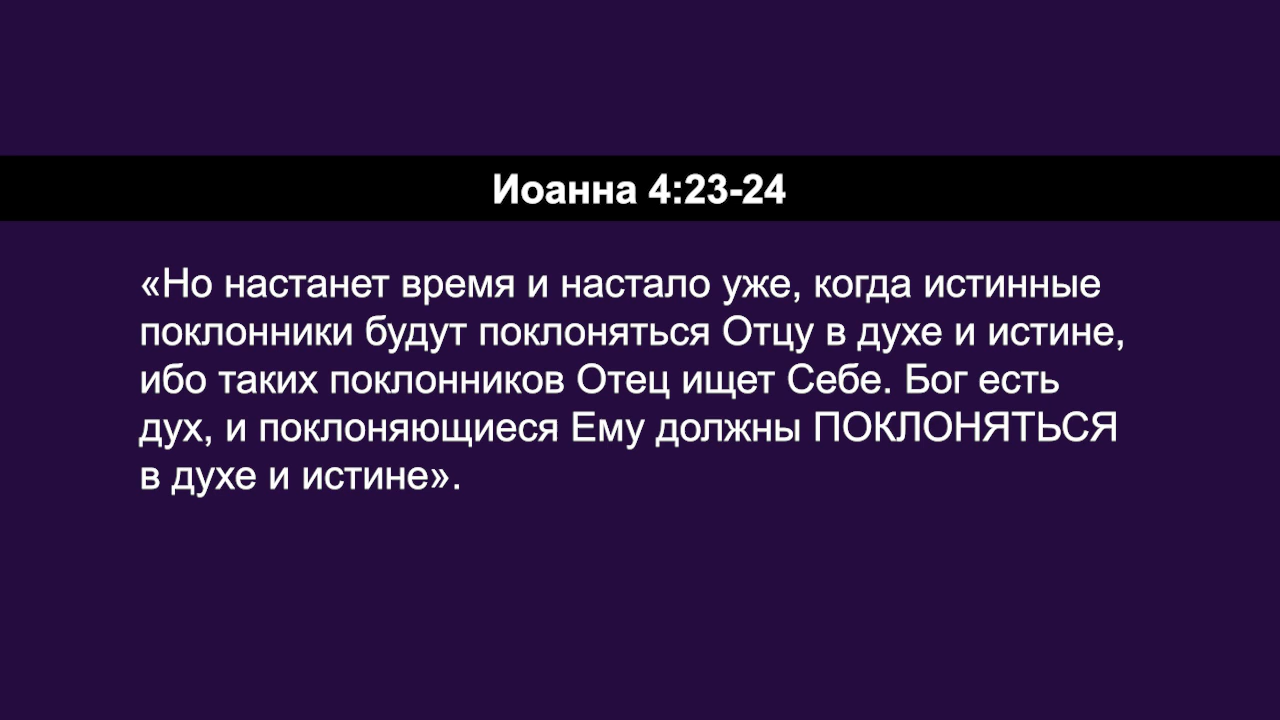 Иоанна 4:23-24
«Но настанет время и настало уже, когда истинные
поклонники будут поклоняться Отцу в духе и истине,
ибо таких поклонников Отец ищет Себе. Бог есть
дух, и поклоняющиеся Ему должны ПОКЛОНЯТЬСЯ
в духе и истине».